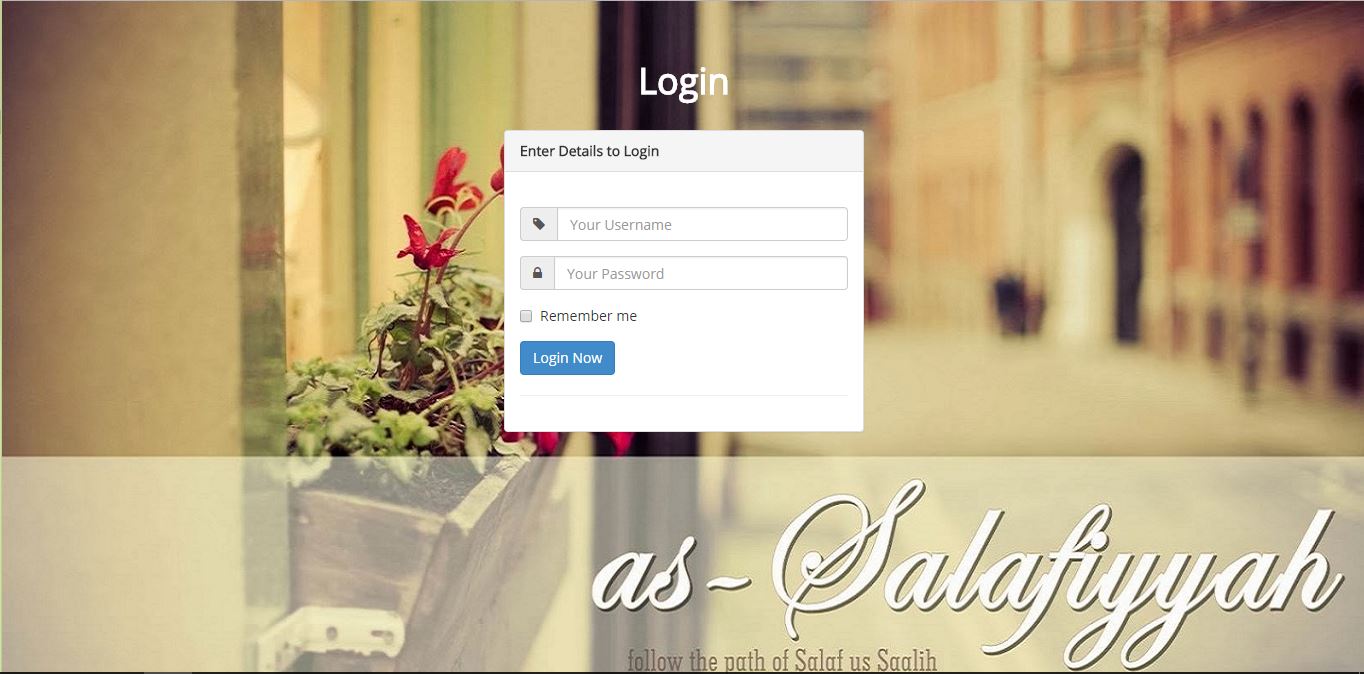 Login
Enter Details to Login
Your Username
Your Password
Remember me
Login Now
as~Salafiyyah
follow the path of Salaf us Saalih